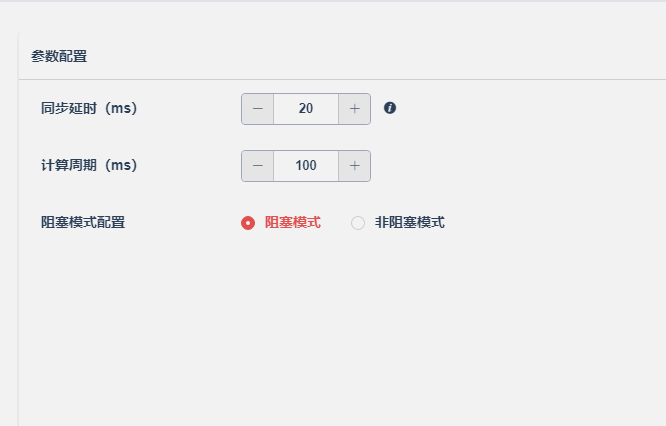 参数配置
同步延时（ms） − 20 +
计算周期（ms） − 100 +
阻塞模式配置 阻塞模式 非阻塞模式